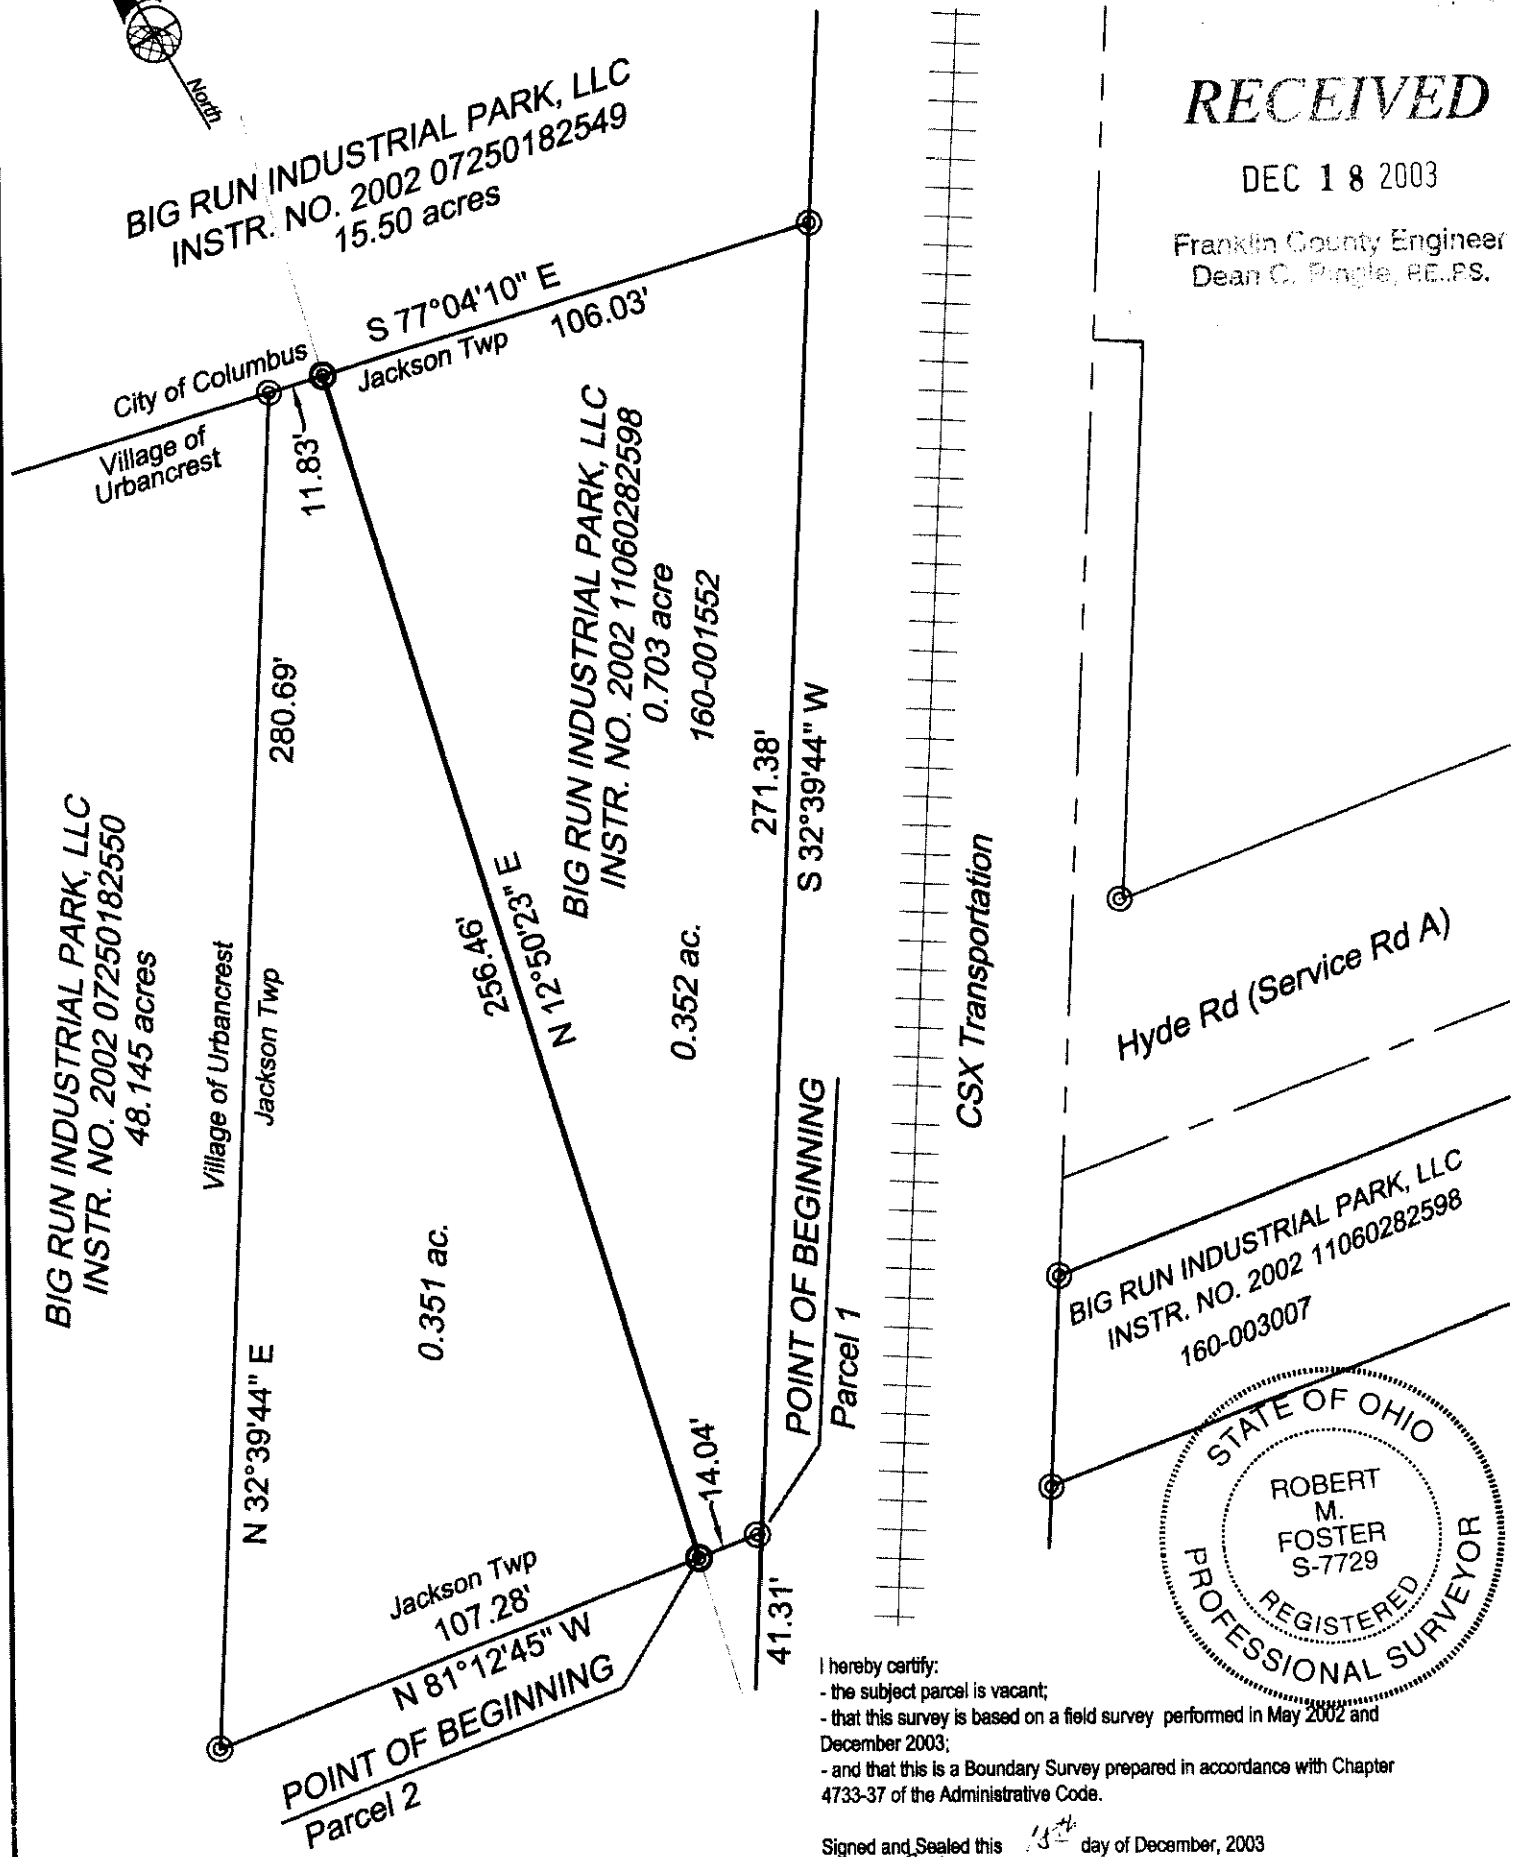 North
BIG RUN INDUSTRIAL PARK, LLC
INSTR. NO. 2002 07250182549
15.50 acres
RECEIVED
DEC 18 2003
Franklin County Engineer
Dean C. Ringle, P.E.,P.S.
S 77°04'10" E
106.03'
City of Columbus
Jackson Twp
Village of
Urbancrest
11.83'
BIG RUN INDUSTRIAL PARK, LLC
INSTR. NO. 2002 11060282598
0.703 acre
160-001552
280.69'
271.38'
S 32°39'44" W
BIG RUN INDUSTRIAL PARK, LLC
INSTR. NO. 2002 07250182550
48.145 acres
Village of Urbancrest
Jackson Twp
256.46'
N 12°50'23" E
0.352 ac.
CSX Transportation
Hyde Rd (Service Rd A)
0.351 ac.
N 32°39'44" E
POINT OF BEGINNING
Parcel 1
BIG RUN INDUSTRIAL PARK, LLC
INSTR. NO. 2002 11060282598
160-003007
14.04'
41.31'
Jackson Twp
107.28'
N 81°12'45" W
POINT OF BEGINNING
Parcel 2
STATE OF OHIO
ROBERT
M.
FOSTER
S-7729
REGISTERED
PROFESSIONAL SURVEYOR
I hereby certify:
- the subject parcel is vacant;
- that this survey is based on a field survey performed in May 2002 and
December 2003;
- and that this is a Boundary Survey prepared in accordance with Chapter
4733-37 of the Administrative Code.
Signed and Sealed this day of December, 2003